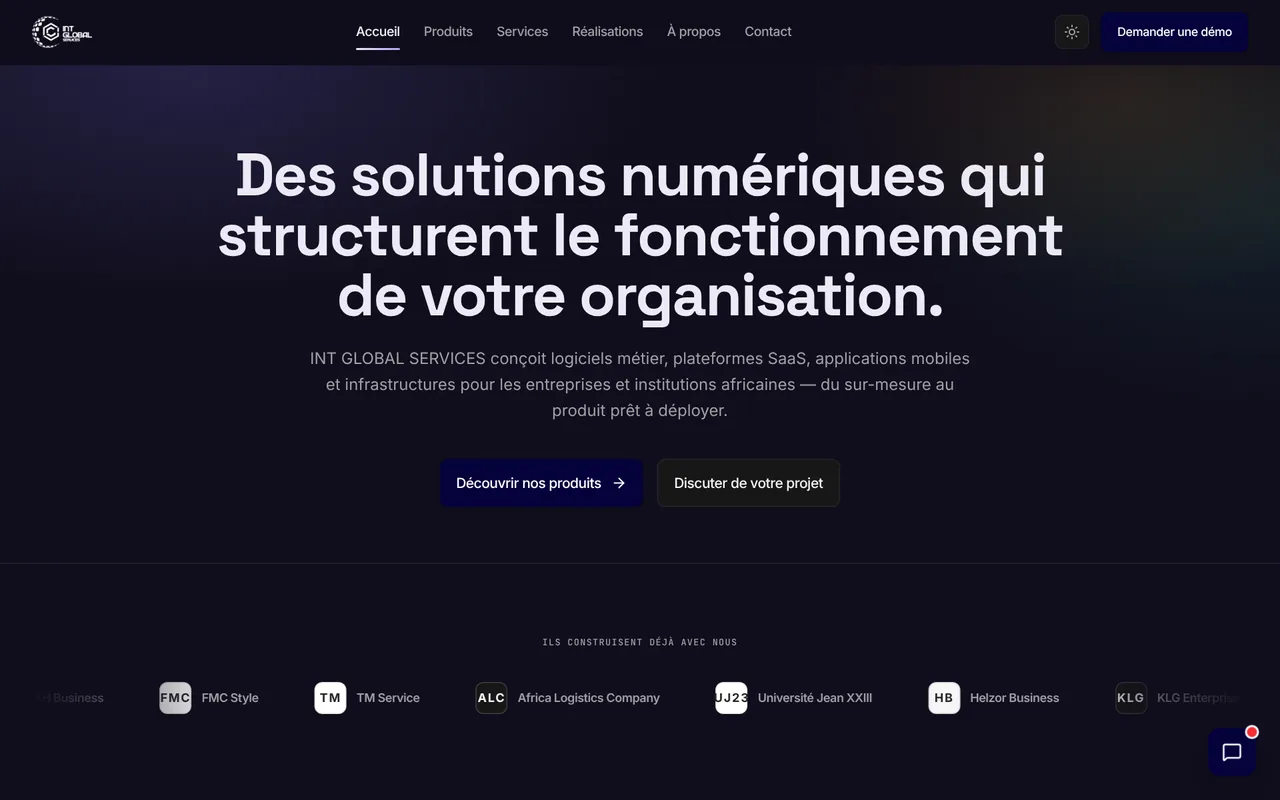 INT
GLOBAL
SERVICES
Accueil
Produits
Services
Réalisations
À propos
Contact
Demander une démo
Des solutions numériques qui
structurent le fonctionnement
de votre organisation.
INT GLOBAL SERVICES conçoit logiciels métier, plateformes SaaS, applications mobiles
et infrastructures pour les entreprises et institutions africaines — du sur-mesure au
produit prêt à déployer.
Découvrir nos produits
Discuter de votre projet
ILS CONSTRUISENT DÉJÀ AVEC NOUS
H Business
FMC
FMC Style
TM
TM Service
ALC
Africa Logistics Company
UJ23
Université Jean XXIII
HB
Helzor Business
KLG
KLG Enterprise